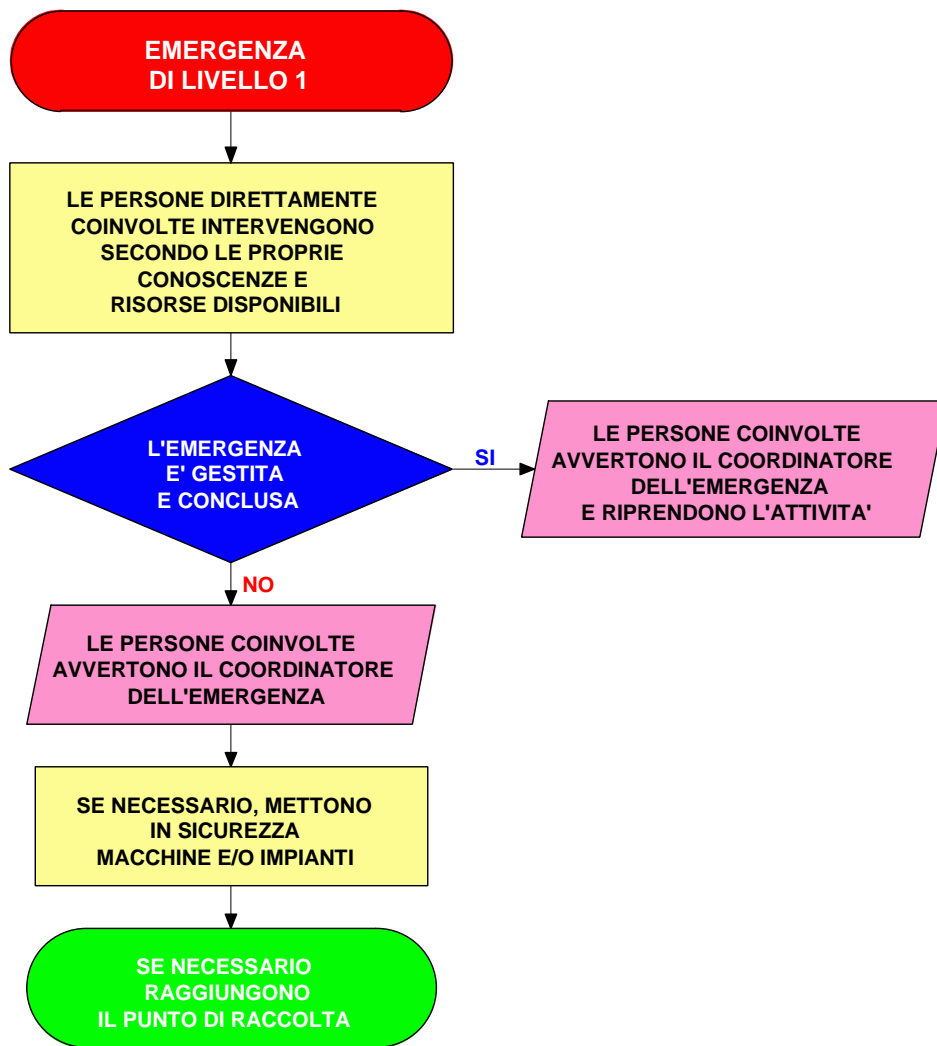 EMERGENZA
DI LIVELLO 1
LE PERSONE DIRETTAMENTE
COINVOLTE INTERVENGONO
SECONDO LE PROPRIE
CONOSCENZE E
RISORSE DISPONIBILI
L'EMERGENZA
E' GESTITA
E CONCLUSA
SI
LE PERSONE COINVOLTE
AVVERTONO IL COORDINATORE
DELL'EMERGENZA
E RIPRENDONO L'ATTIVITA'
NO
LE PERSONE COINVOLTE
AVVERTONO IL COORDINATORE
DELL'EMERGENZA
SE NECESSARIO, METTONO
IN SICUREZZA
MACCHINE E/O IMPIANTI
SE NECESSARIO
RAGGIUNGONO
IL PUNTO DI RACCOLTA